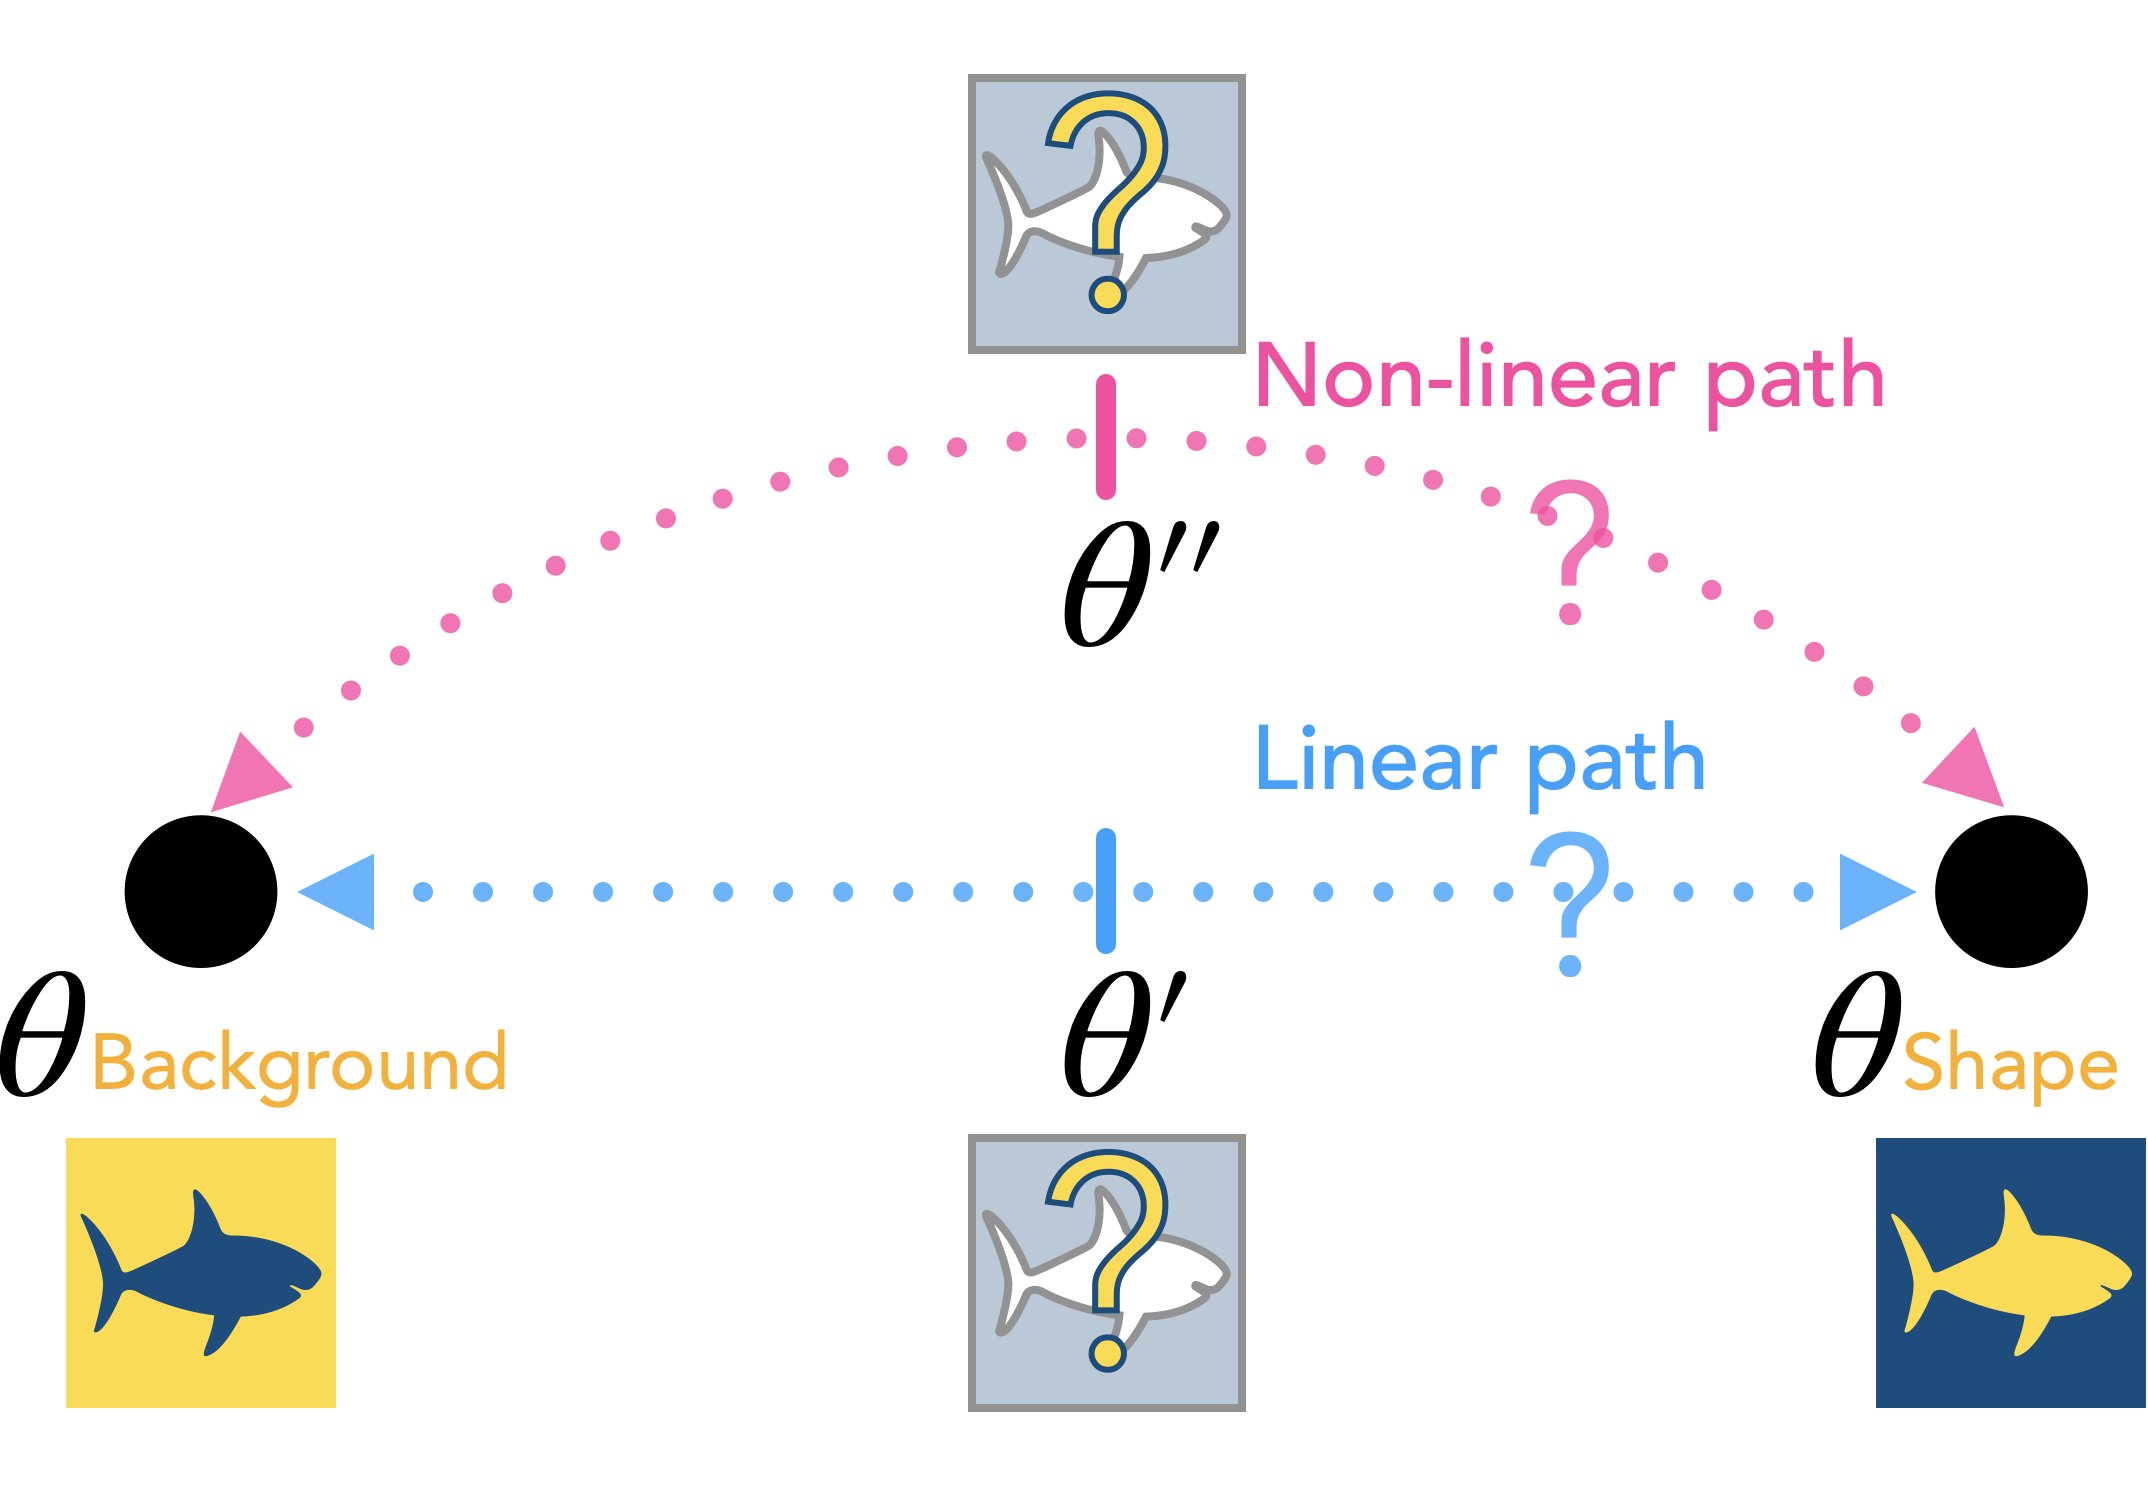 ?
Non-linear path
?
θ″
Linear path
?
θBackground
θ′
θShape
?